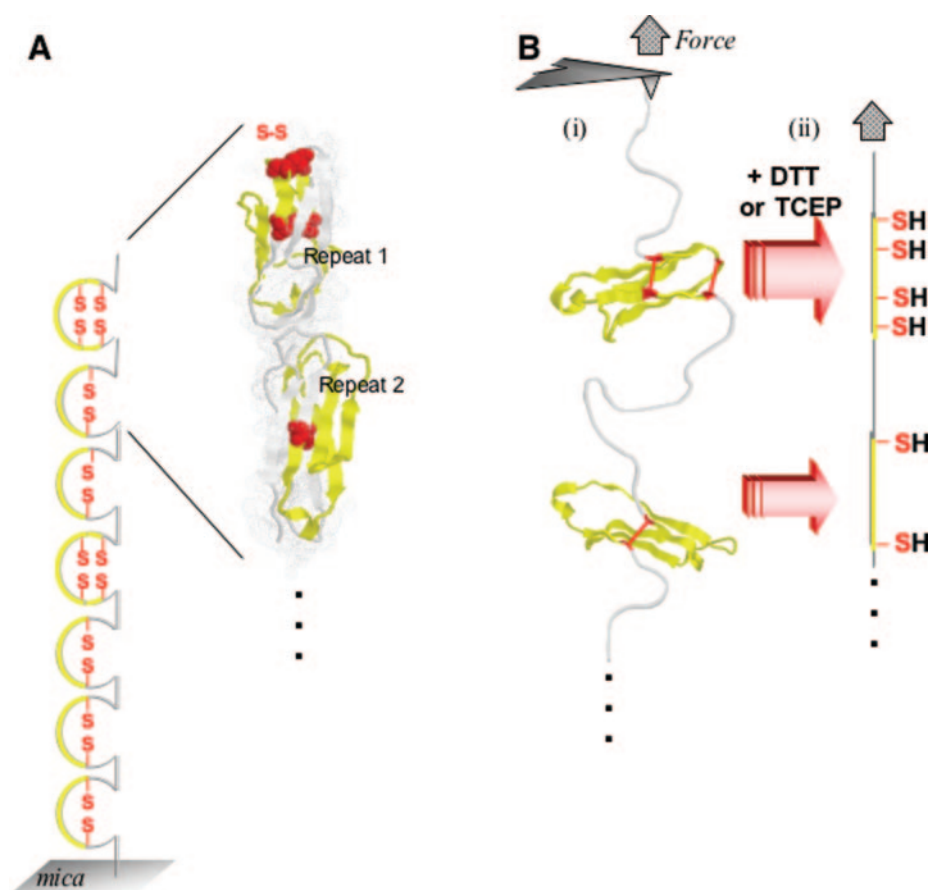 A
S-S
Repeat 1
Repeat 2
S S
S S
S
S
S
S
S S
S S
S
S
S
S
S
S
mica
B
Force
(i)
(ii)
+ DTT
or TCEP
SH
SH
SH
SH
SH
SH